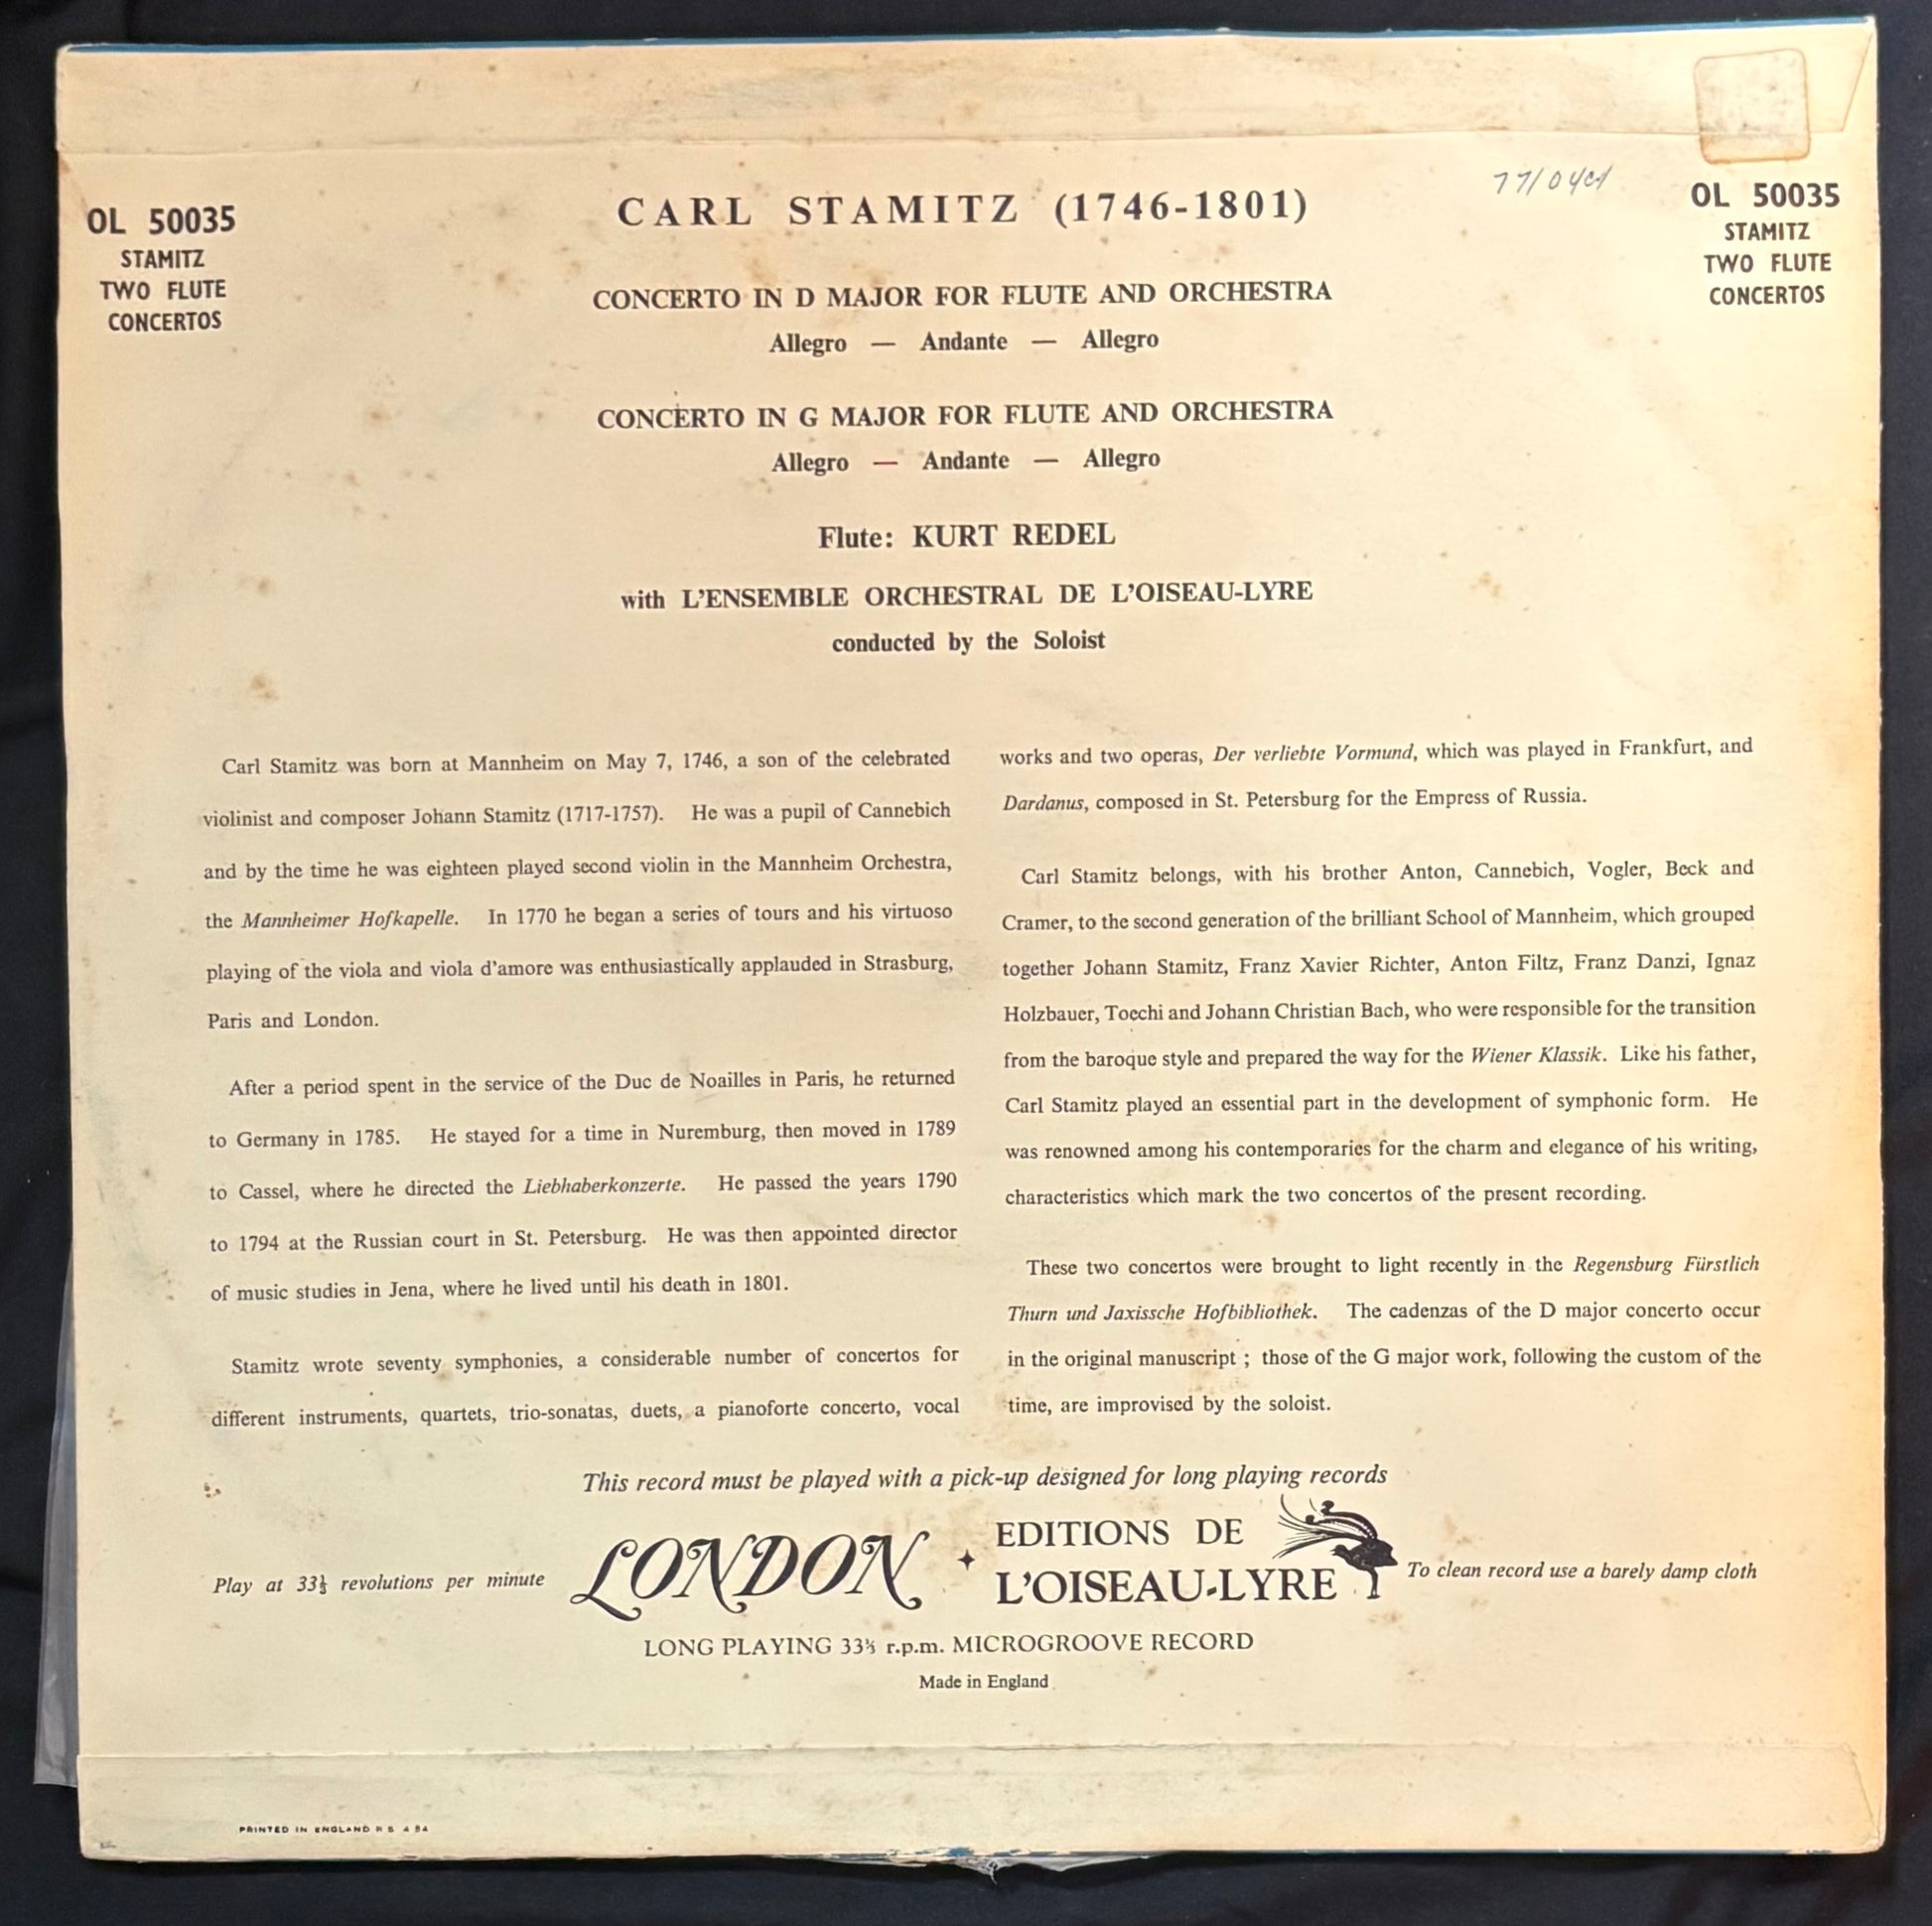 77/04
OL 50035
STAMITZ
TWO FLUTE
CONCERTOS
CARL STAMITZ (1746-1801)
OL 50035
STAMITZ
TWO FLUTE
CONCERTOS
CONCERTO IN D MAJOR FOR FLUTE AND ORCHESTRA
Allegro — Andante — Allegro
CONCERTO IN G MAJOR FOR FLUTE AND ORCHESTRA
Allegro — Andante — Allegro
Flute: KURT REDEL
with L'ENSEMBLE ORCHESTRAL DE L'OISEAU-LYRE
conducted by the Soloist
Carl Stamitz was born at Mannheim on May 7, 1746, a son of the celebrated
violinist and composer Johann Stamitz (1717-1757). He was a pupil of Cannebich
and by the time he was eighteen played second violin in the Mannheim Orchestra,
the Mannheimer Hofkapelle. In 1770 he began a series of tours and his virtuoso
playing of the viola and viola d'amore was enthusiastically applauded in Strasburg,
Paris and London.
After a period spent in the service of the Duc de Noailles in Paris, he returned
to Germany in 1785. He stayed for a time in Nuremburg, then moved in 1789
to Cassel, where he directed the Liebhaberkonzerte. He passed the years 1790
to 1794 at the Russian court in St. Petersburg. He was then appointed director
of music studies in Jena, where he lived until his death in 1801.
Stamitz wrote seventy symphonies, a considerable number of concertos for
different instruments, quartets, trio-sonatas, duets, a pianoforte concerto, vocal
works and two operas, Der verliebte Vormund, which was played in Frankfurt, and
Dardanus, composed in St. Petersburg for the Empress of Russia.
Carl Stamitz belongs, with his brother Anton, Cannebich, Vogler, Beck and
Cramer, to the second generation of the brilliant School of Mannheim, which grouped
together Johann Stamitz, Franz Xavier Richter, Anton Filtz, Franz Danzi, Ignaz
Holzbauer, Toechi and Johann Christian Bach, who were responsible for the transition
from the baroque style and prepared the way for the Wiener Klassik. Like his father,
Carl Stamitz played an essential part in the development of symphonic form. He
was renowned among his contemporaries for the charm and elegance of his writing,
characteristics which mark the two concertos of the present recording.
These two concertos were brought to light recently in the Regensburg Fürstlich
Thurn und Jaxissche Hofbibliothek. The cadenzas of the D major concerto occur
in the original manuscript ; those of the G major work, following the custom of the
time, are improvised by the soloist.
This record must be played with a pick-up designed for long playing records
Play at 33⅓ revolutions per minute
LONDON
EDITIONS DE
L'OISEAU-LYRE
To clean record use a barely damp cloth
LONG PLAYING 33⅓ r.p.m. MICROGROOVE RECORD
Made in England
PRINTED IN ENGLAND R S 4 54